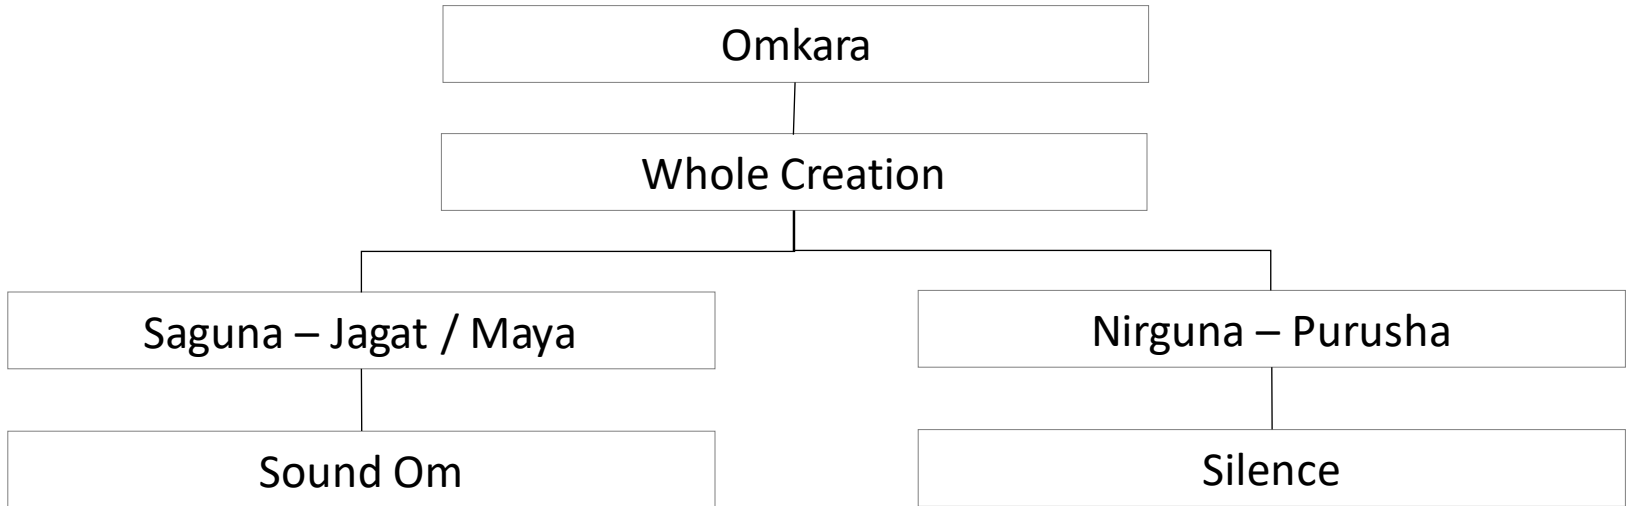 Omkara
Whole Creation
Saguna – Jagat / Maya
Nirguna – Purusha
Sound Om
Silence